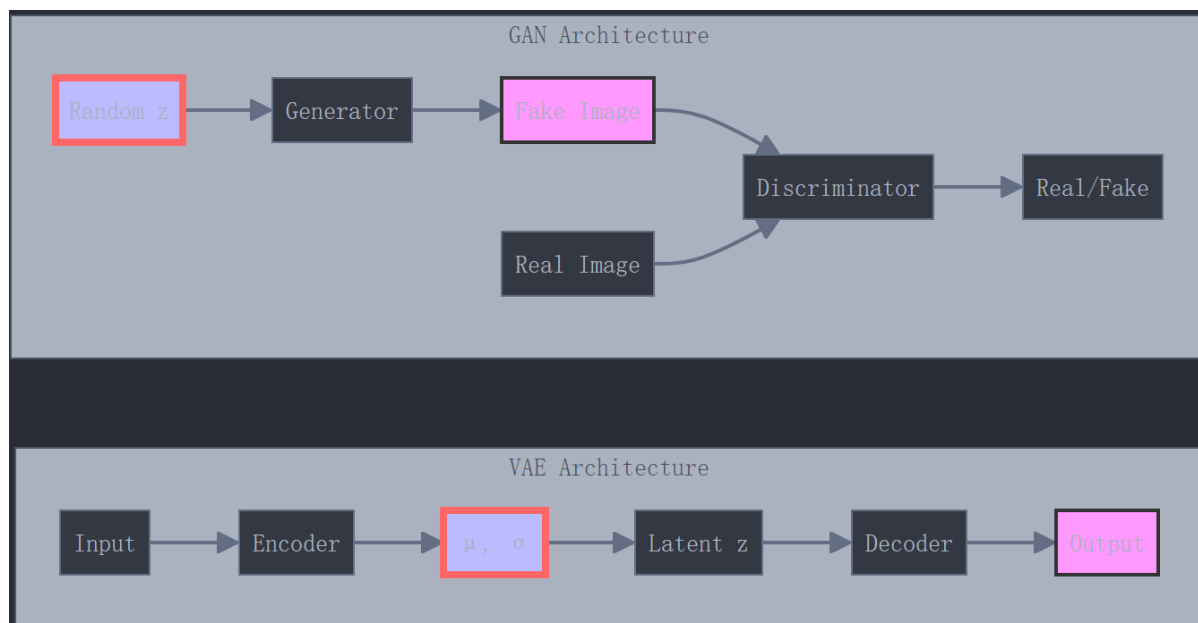 GAN Architecture
Random z
Generator
Fake Image
Discriminator
Real/Fake
Real Image
VAE Architecture
Input
Encoder
μ, σ
Latent z
Decoder
Output